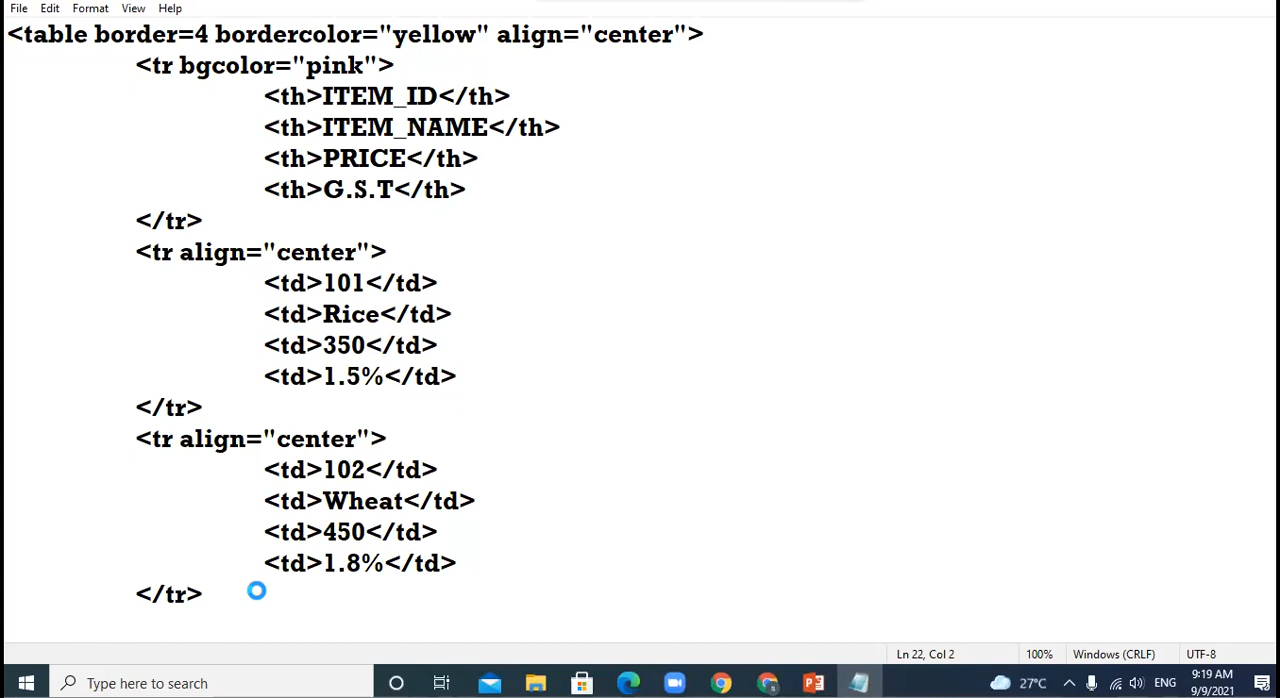 File Edit Format View Help
<table border=4 bordercolor="yellow" align="center">
<tr bgcolor="pink">
<th>ITEM_ID</th>
<th>ITEM_NAME</th>
<th>PRICE</th>
<th>G.S.T</th>
</tr>
<tr align="center">
<td>101</td>
<td>Rice</td>
<td>350</td>
<td>1.5%</td>
</tr>
<tr align="center">
<td>102</td>
<td>Wheat</td>
<td>450</td>
<td>1.8%</td>
</tr>
Ln 22, Col 2 100% Windows (CRLF) UTF-8
Type here to search 27°C ENG 9:19 AM
9/9/2021